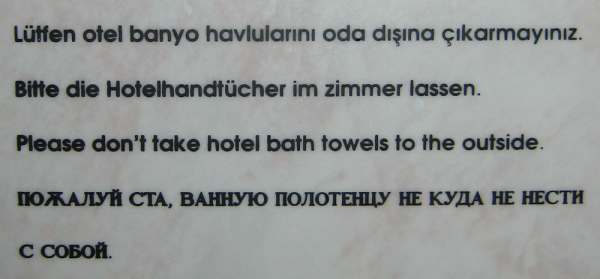 Lütfen otel banyo havlularını oda dışına çıkarmayınız.
Bitte die Hotelhandtücher im zimmer lassen.
Please don't take hotel bath towels to the outside.
ПОЖАЛУЙ СТА, ВАННУЮ ПОЛОТЕНЦУ НЕ КУДА НЕ НЕСТИ
С СОБОЙ.